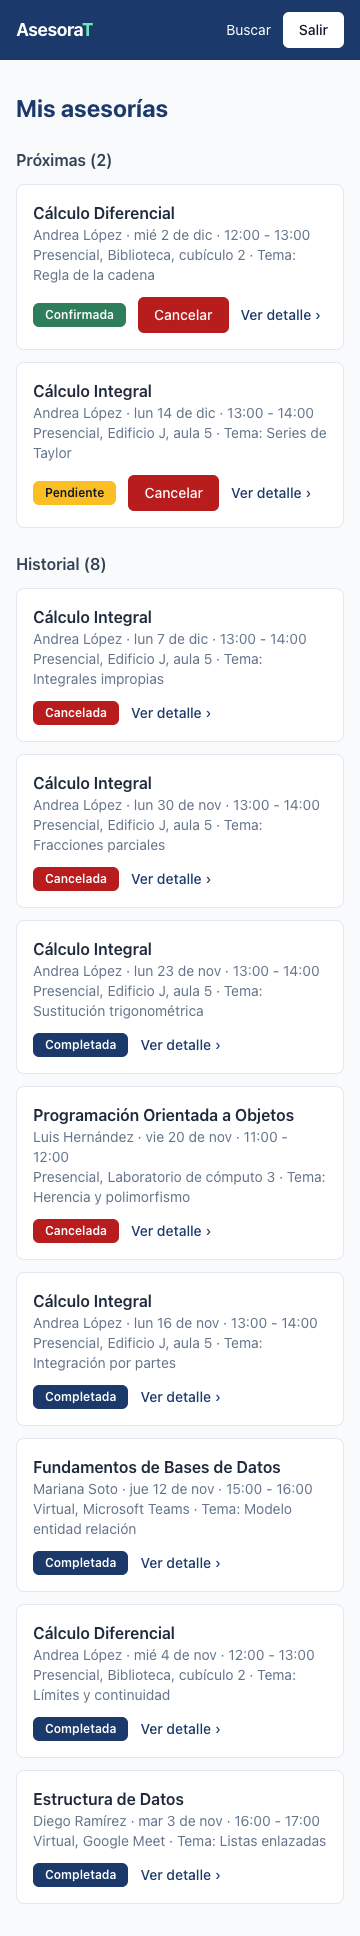 AsesoraT
Buscar
Salir
Mis asesorías
Próximas (2)
Cálculo Diferencial
Andrea López · mié 2 de dic · 12:00 - 13:00
Presencial, Biblioteca, cubículo 2 · Tema:
Regla de la cadena
Confirmada
Cancelar
Ver detalle ›
Cálculo Integral
Andrea López · lun 14 de dic · 13:00 - 14:00
Presencial, Edificio J, aula 5 · Tema: Series de
Taylor
Pendiente
Cancelar
Ver detalle ›
Historial (8)
Cálculo Integral
Andrea López · lun 7 de dic · 13:00 - 14:00
Presencial, Edificio J, aula 5 · Tema:
Integrales impropias
Cancelada
Ver detalle ›
Cálculo Integral
Andrea López · lun 30 de nov · 13:00 - 14:00
Presencial, Edificio J, aula 5 · Tema:
Fracciones parciales
Cancelada
Ver detalle ›
Cálculo Integral
Andrea López · lun 23 de nov · 13:00 - 14:00
Presencial, Edificio J, aula 5 · Tema:
Sustitución trigonométrica
Completada
Ver detalle ›
Programación Orientada a Objetos
Luis Hernández · vie 20 de nov · 11:00 -
12:00
Presencial, Laboratorio de cómputo 3 · Tema:
Herencia y polimorfismo
Cancelada
Ver detalle ›
Cálculo Integral
Andrea López · lun 16 de nov · 13:00 - 14:00
Presencial, Edificio J, aula 5 · Tema:
Integración por partes
Completada
Ver detalle ›
Fundamentos de Bases de Datos
Mariana Soto · jue 12 de nov · 15:00 - 16:00
Virtual, Microsoft Teams · Tema: Modelo
entidad relación
Completada
Ver detalle ›
Cálculo Diferencial
Andrea López · mié 4 de nov · 12:00 - 13:00
Presencial, Biblioteca, cubículo 2 · Tema:
Límites y continuidad
Completada
Ver detalle ›
Estructura de Datos
Diego Ramírez · mar 3 de nov · 16:00 - 17:00
Virtual, Google Meet · Tema: Listas enlazadas
Completada
Ver detalle ›